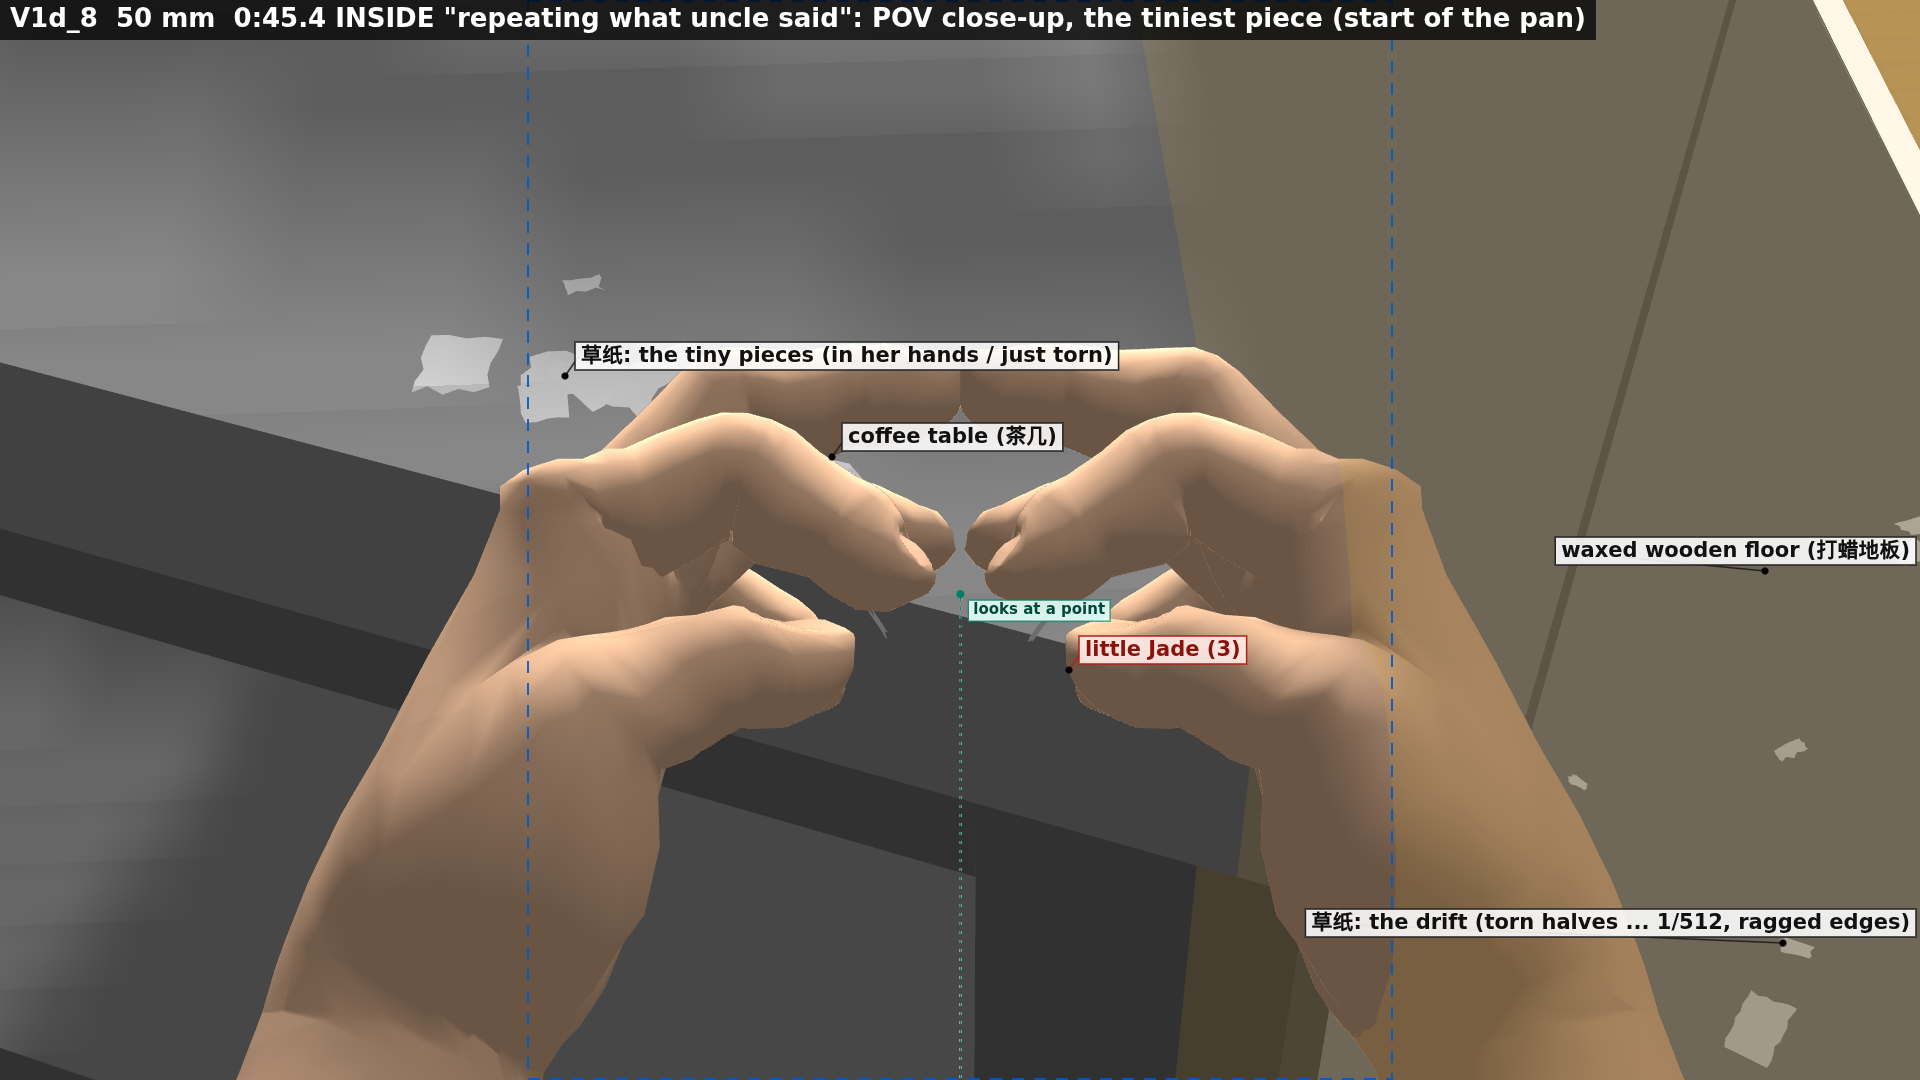 V1d_8  50 mm  0:45.4 INSIDE "repeating what uncle said": POV close-up, the tiniest piece (start of the pan)
草纸: the tiny pieces (in her hands / just torn)
coffee table (茶几)
waxed wooden floor (打蜡地板)
looks at a point
little Jade (3)
草纸: the drift (torn halves ... 1/512, ragged edges)